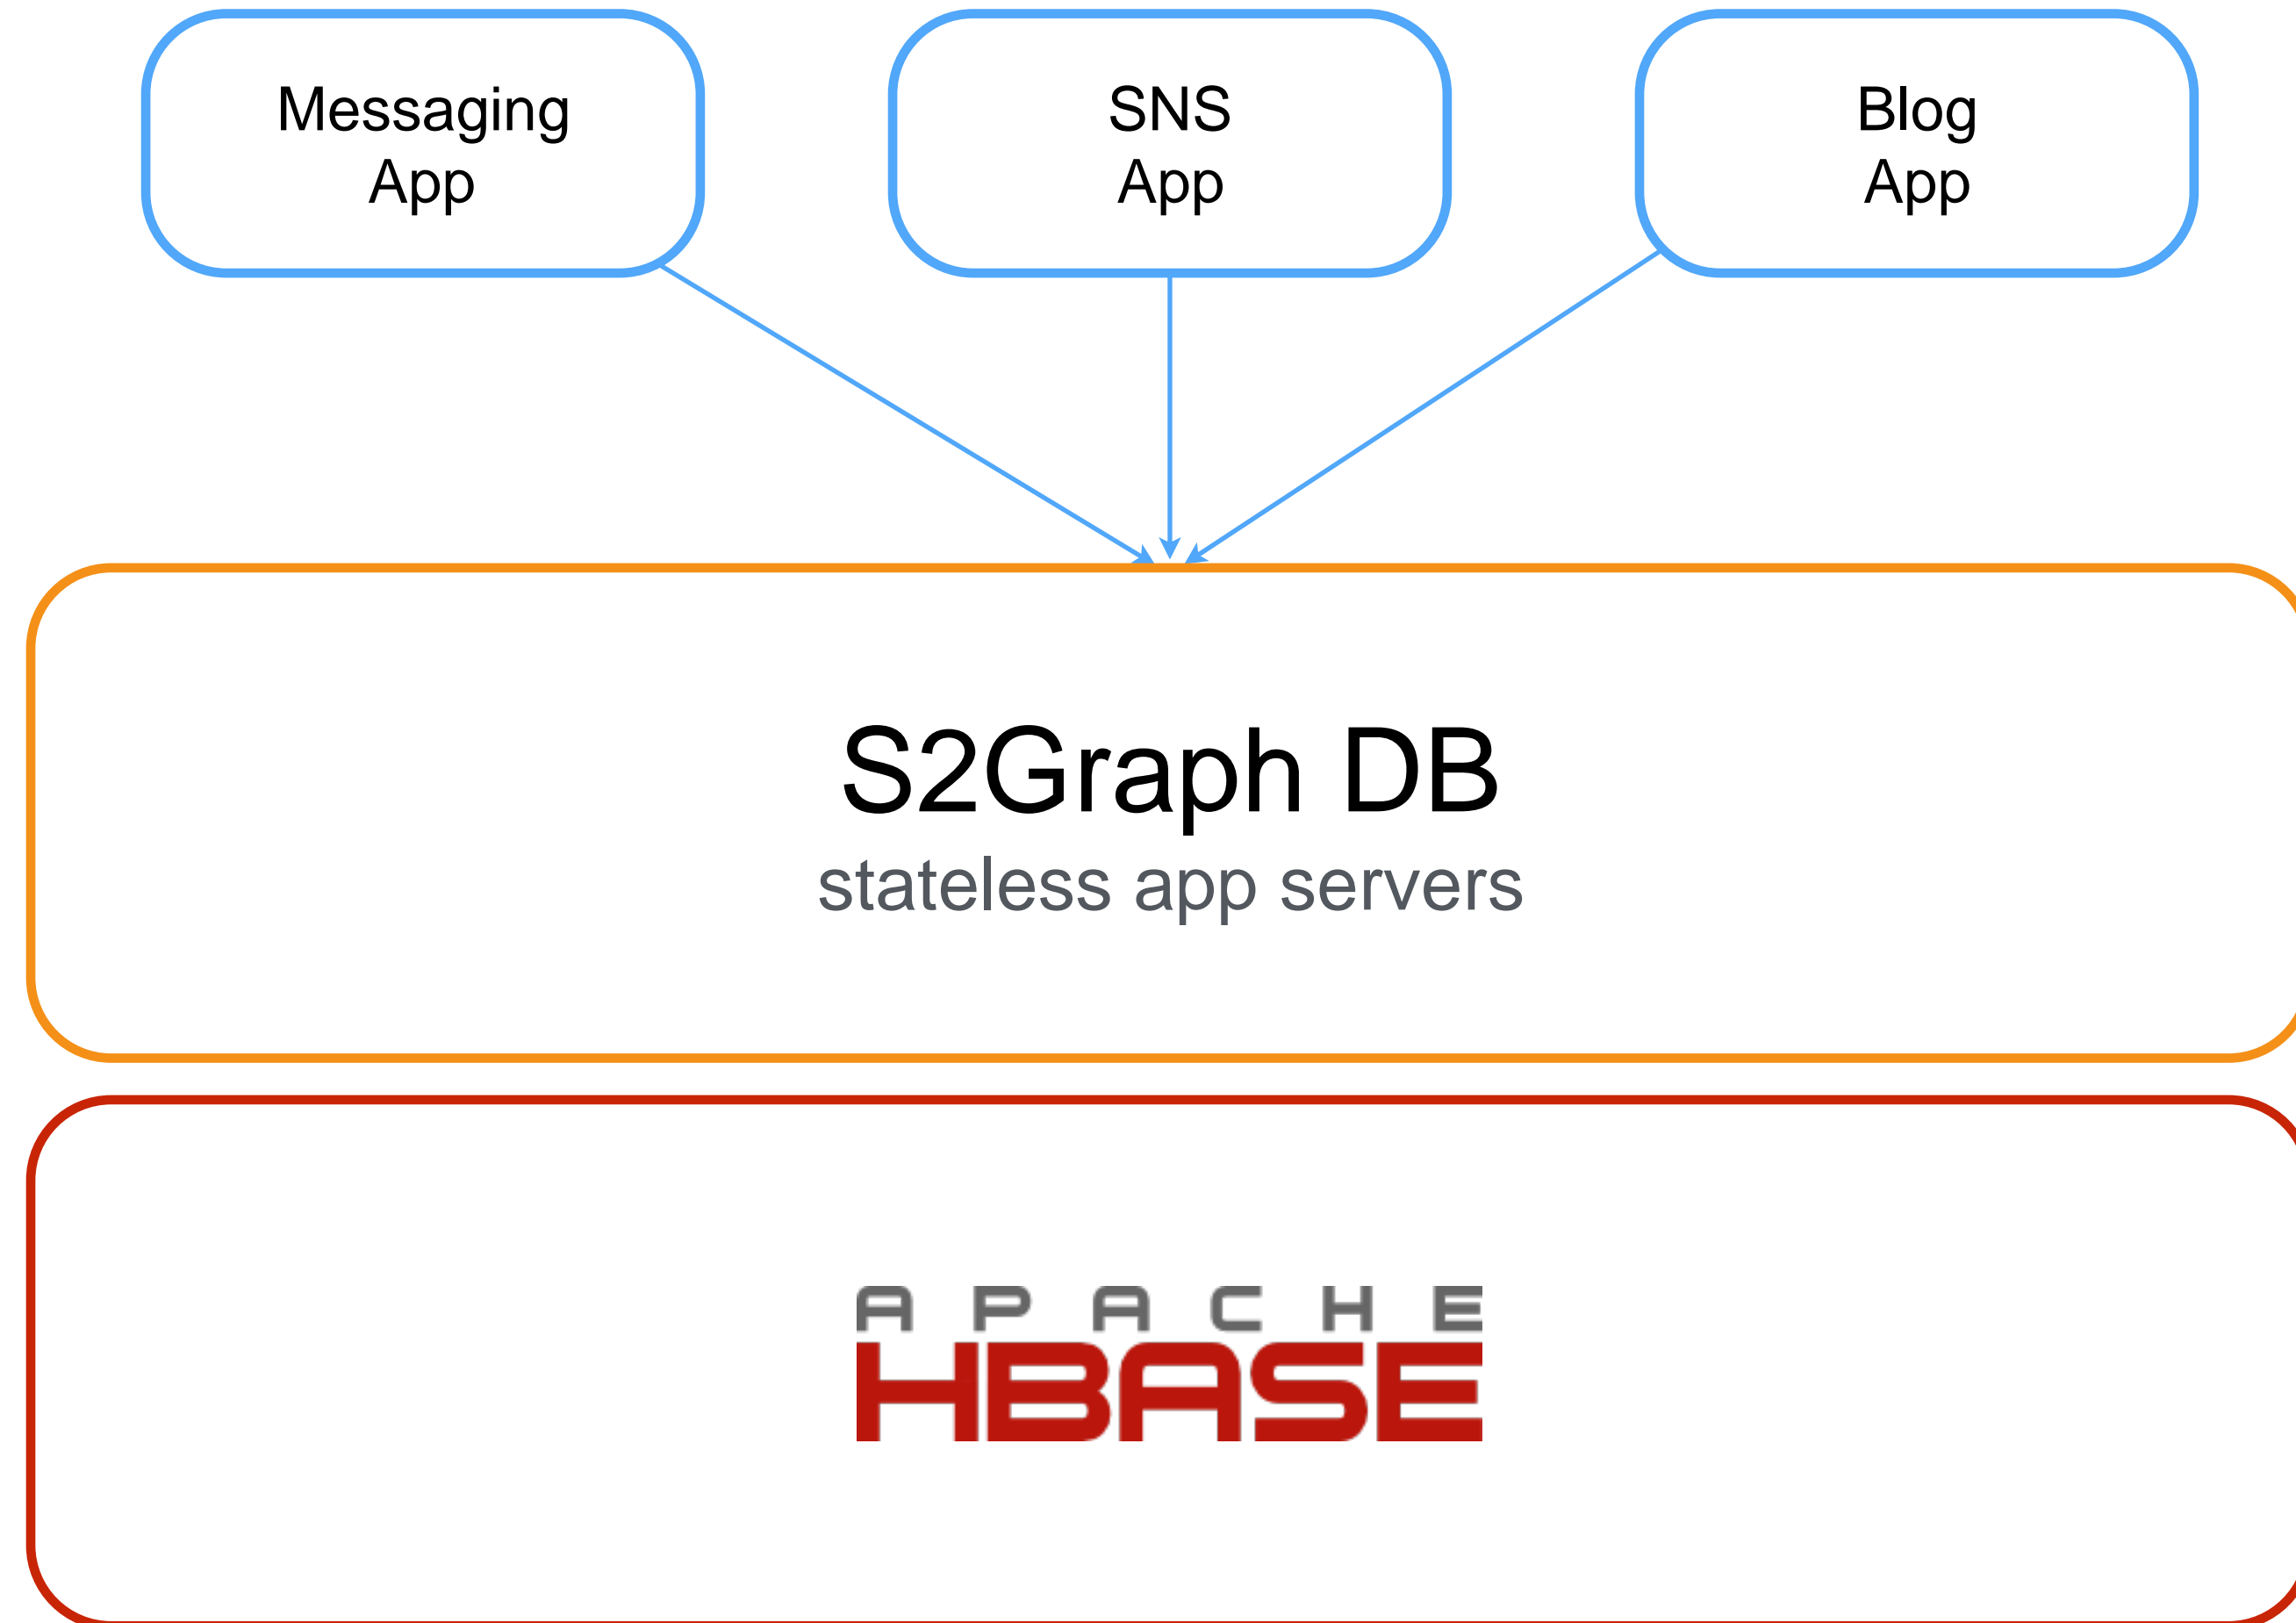 Messaging
App
SNS
App
Blog
App
S2Graph DB
stateless app servers
APACHE
HBASE